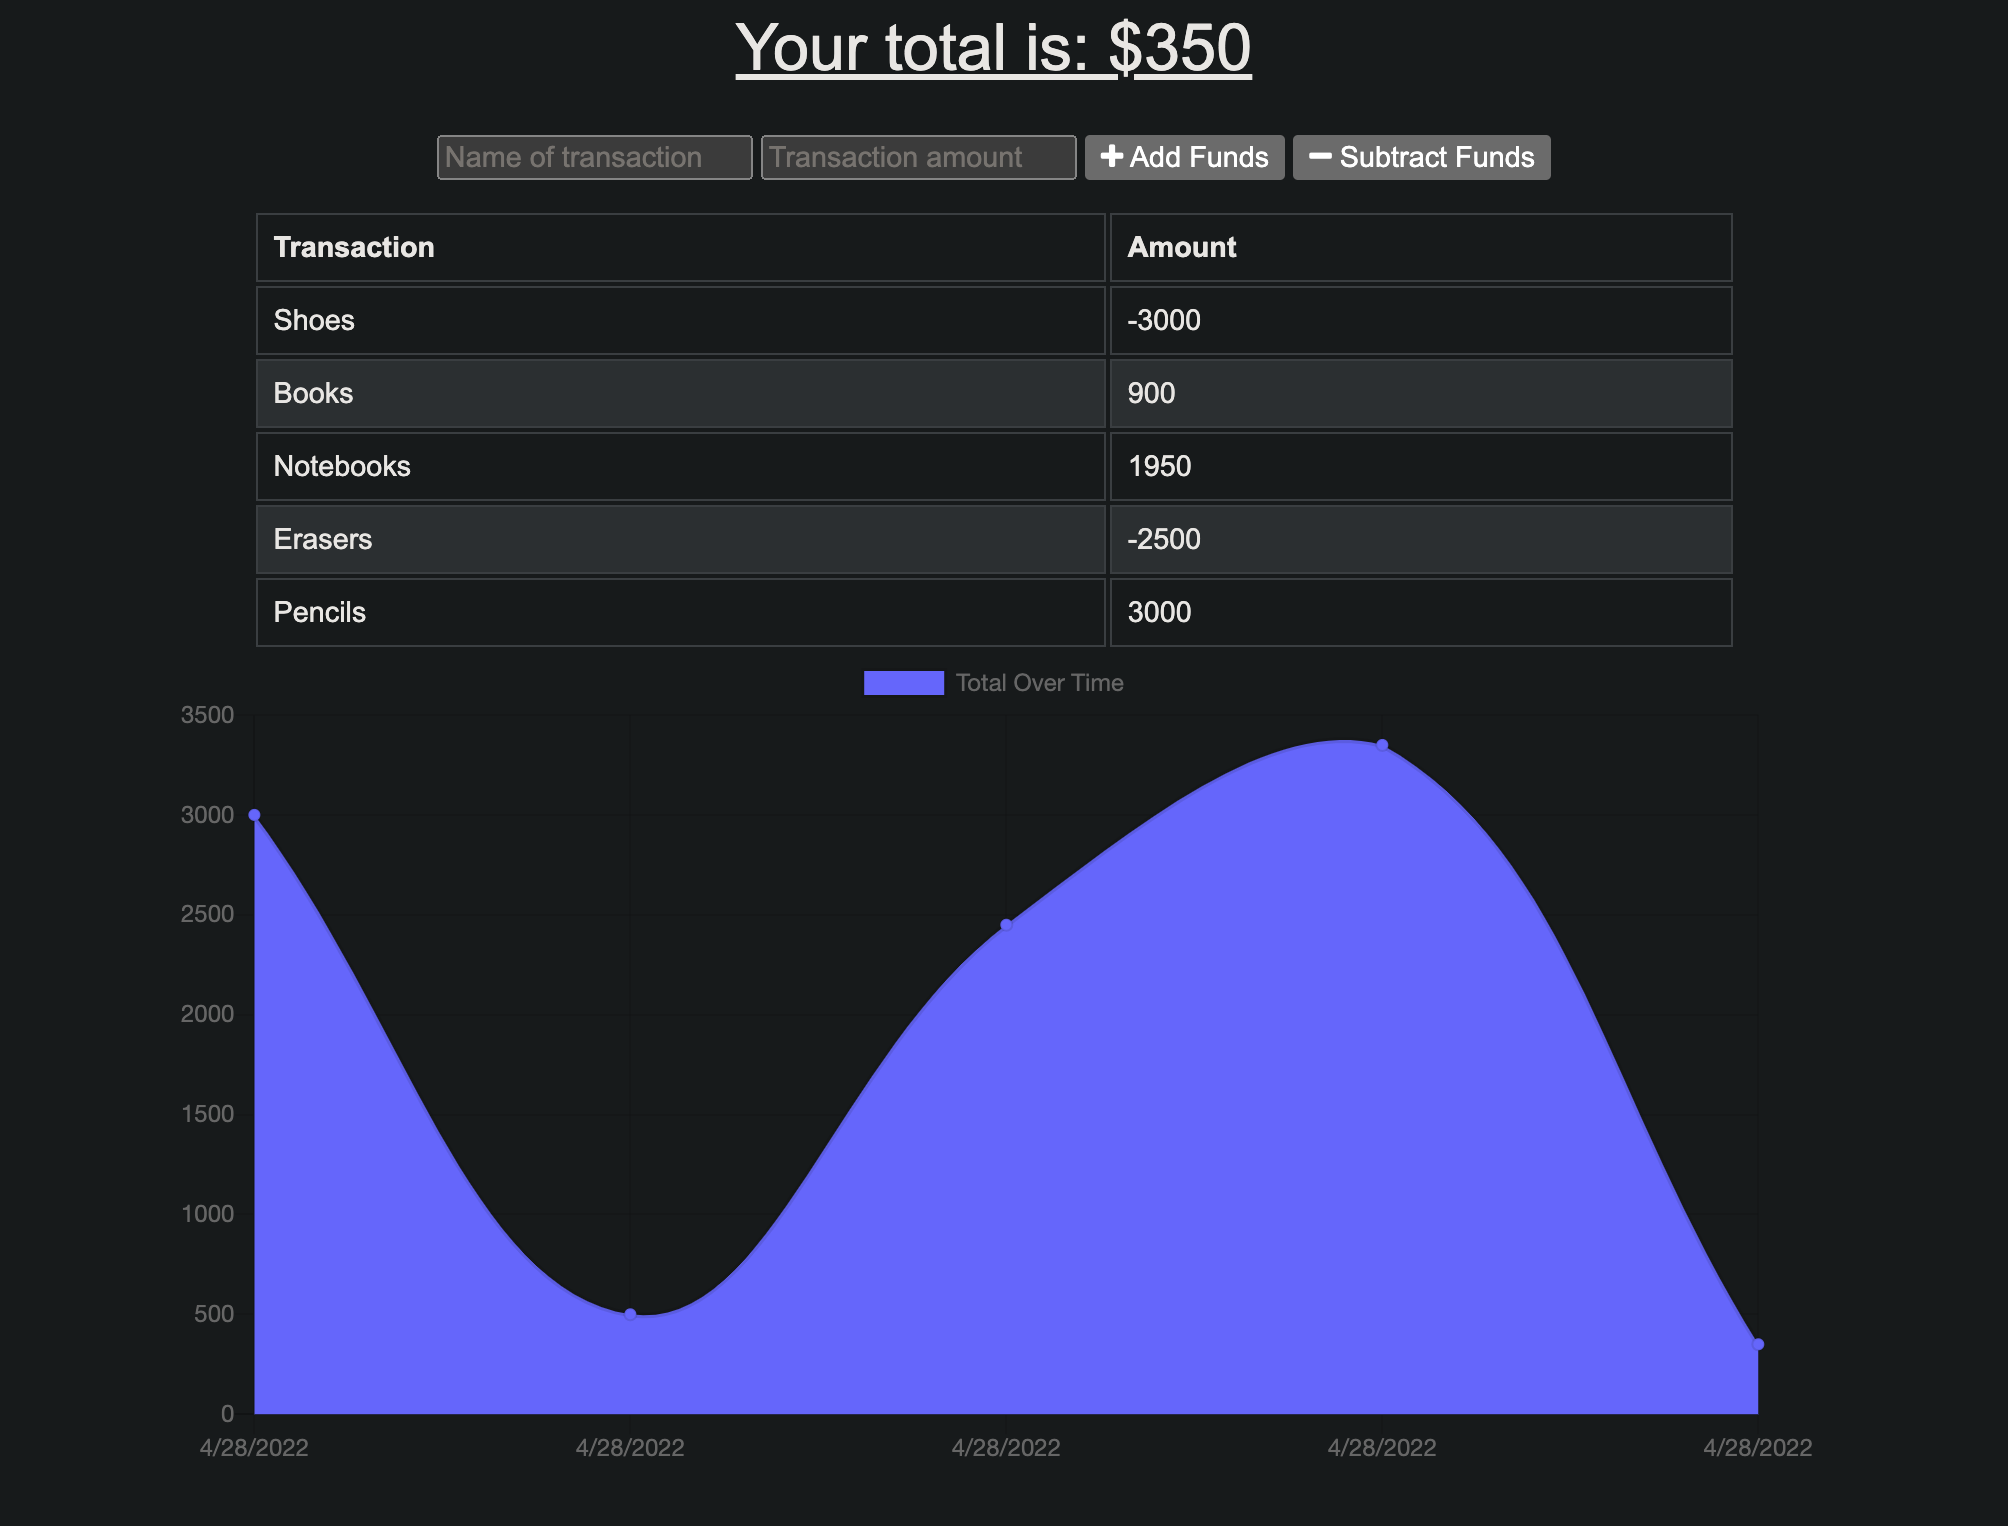 Your total is: $350
Name of transaction Transaction amount Add Funds Subtract Funds
Transaction Amount
Shoes -3000
Books 900
Notebooks 1950
Erasers -2500
Pencils 3000
Total Over Time
3500
3000
2500
2000
1500
1000
500
0
4/28/2022 4/28/2022 4/28/2022 4/28/2022 4/28/2022